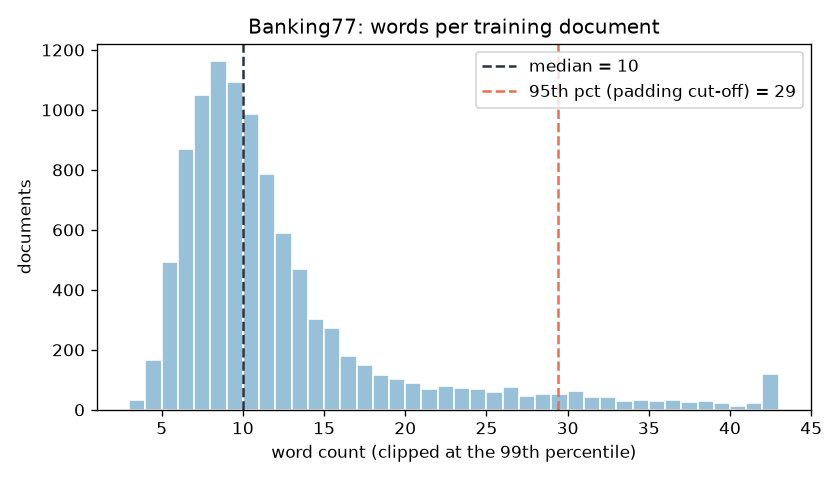 Banking77: words per training document
1200
1000
800
600
400
200
0
documents
median = 10
95th pct (padding cut-off) = 29
5 10 15 20 25 30 35 40 45
word count (clipped at the 99th percentile)